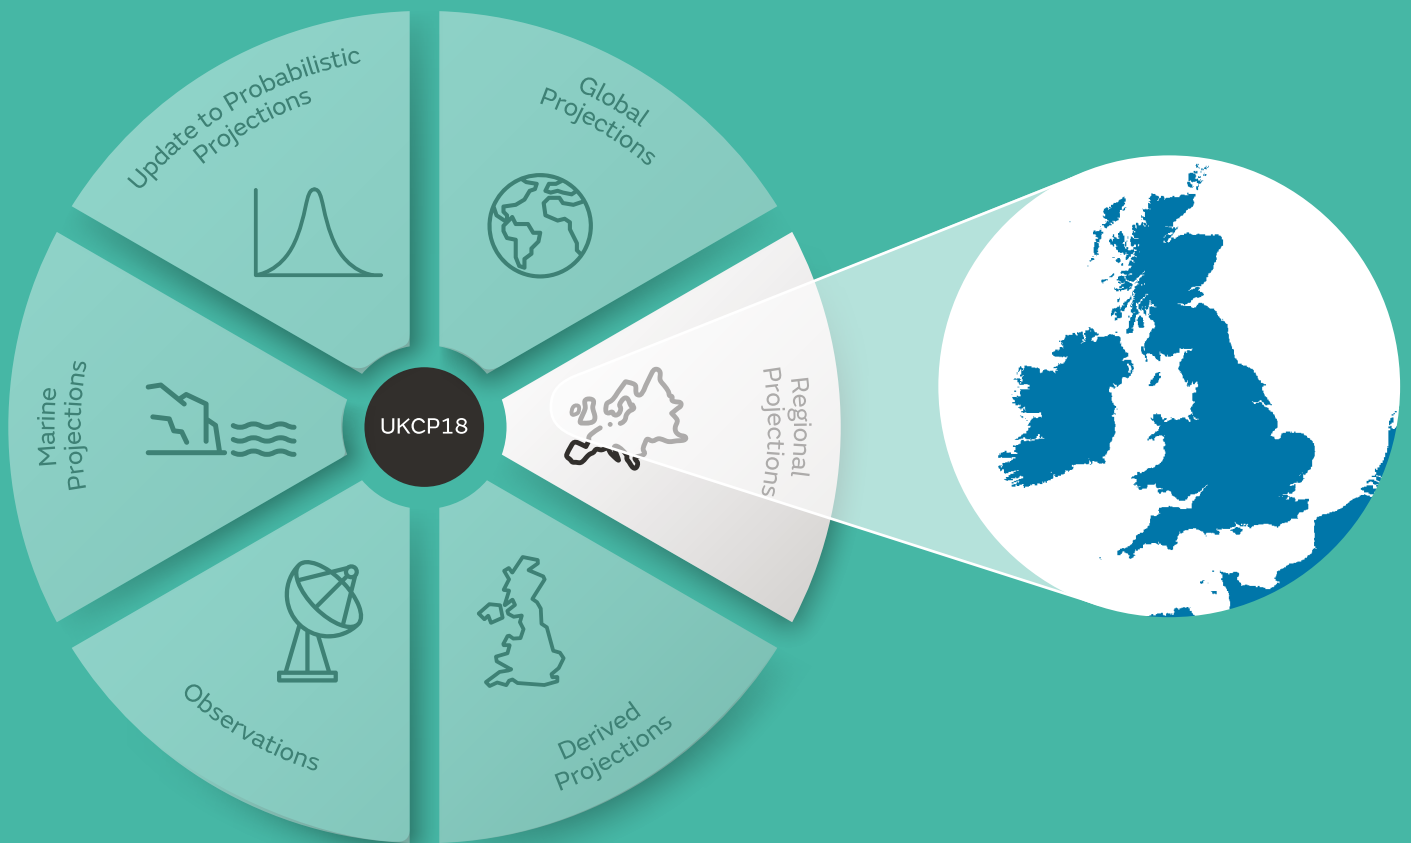 Update to Probabilistic
Projections
Global
Projections
Regional
Projections
Derived
Projections
Observations
Marine
Projections
UKCP18